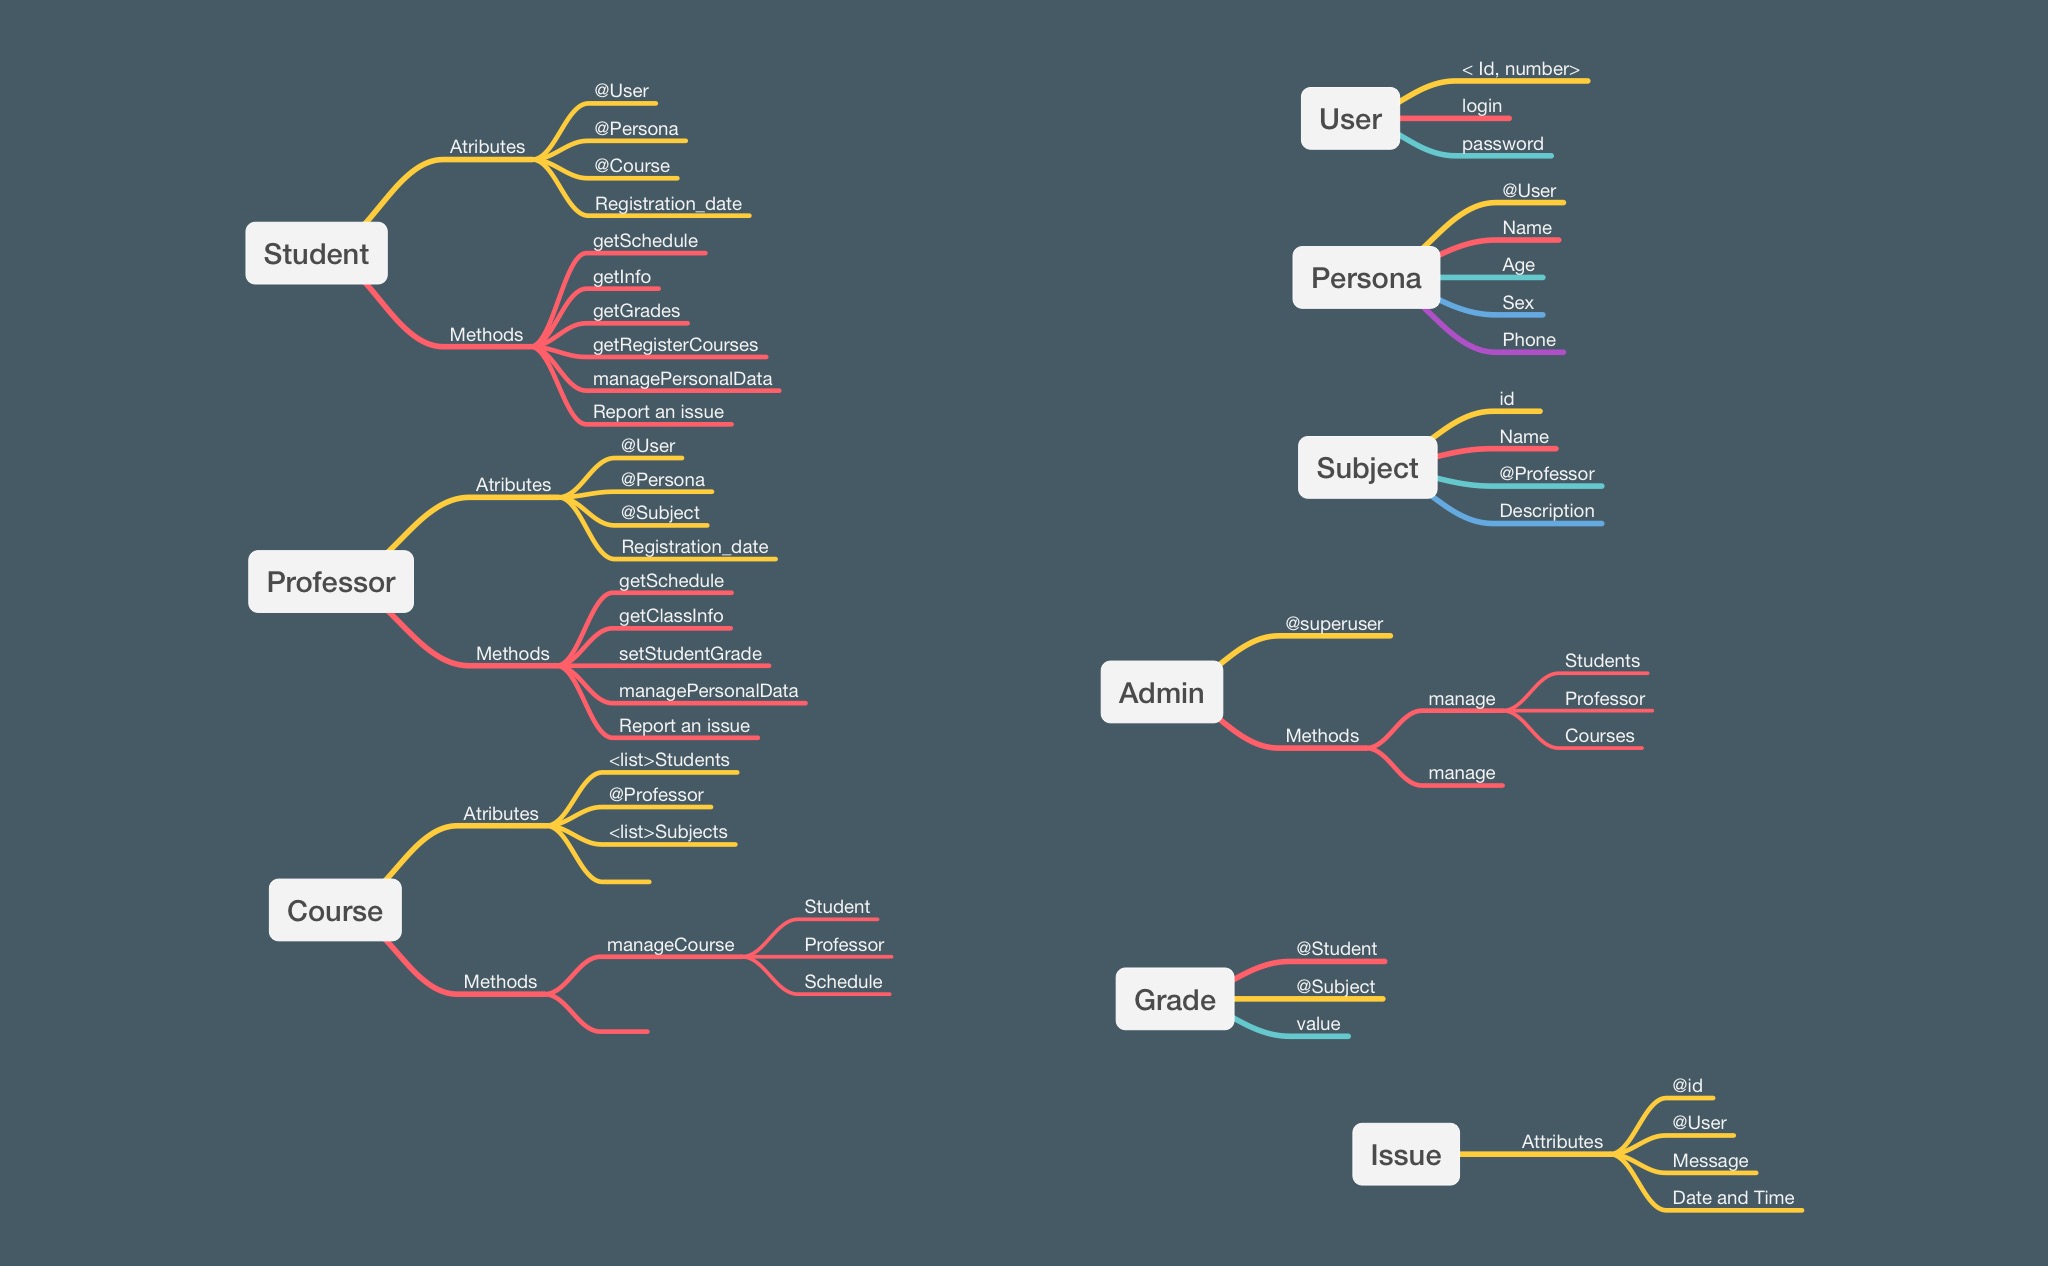 Student
Atributes
@User
@Persona
@Course
Registration_date
Methods
getSchedule
getInfo
getGrades
getRegisterCourses
managePersonalData
Report an issue
Professor
Atributes
@User
@Persona
@Subject
Registration_date
Methods
getSchedule
getClassInfo
setStudentGrade
managePersonalData
Report an issue
Course
Atributes
<list>Students
@Professor
<list>Subjects
Methods
manageCourse
Student
Professor
Schedule
User
< Id, number>
login
password
Persona
@User
Name
Age
Sex
Phone
Subject
id
Name
@Professor
Description
Admin
@superuser
Methods
manage
Students
Professor
Courses
manage
Grade
@Student
@Subject
value
Issue
Attributes
@id
@User
Message
Date and Time